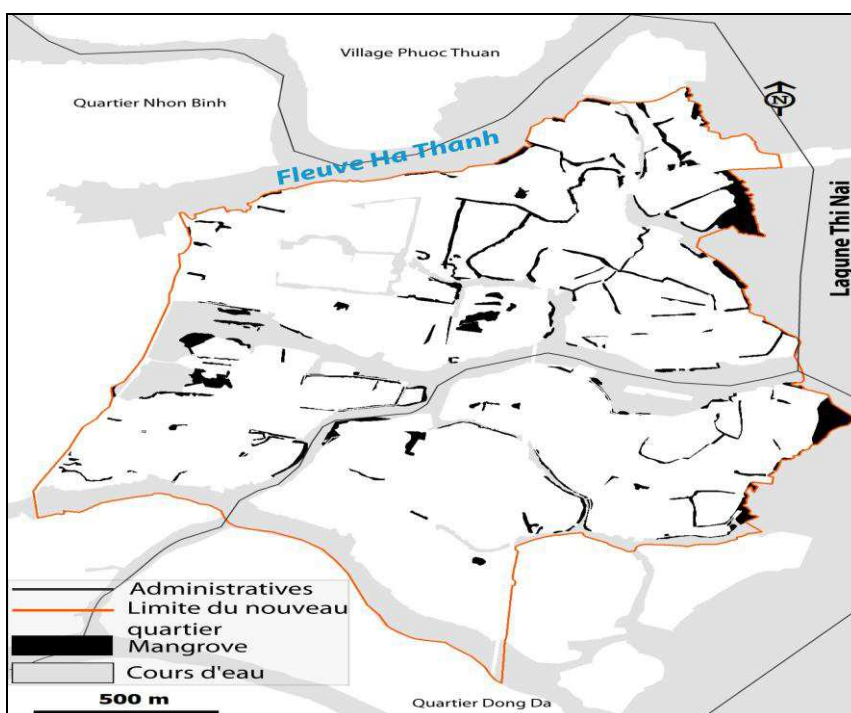 Village Phuoc Thuan
Quartier Nhon Binh
N
Fleuve Ha Thanh
Lagune Thi Nai
Administratives
Limite du nouveau
quartier
Mangrove
Cours d'eau
500 m
Quartier Dong Da